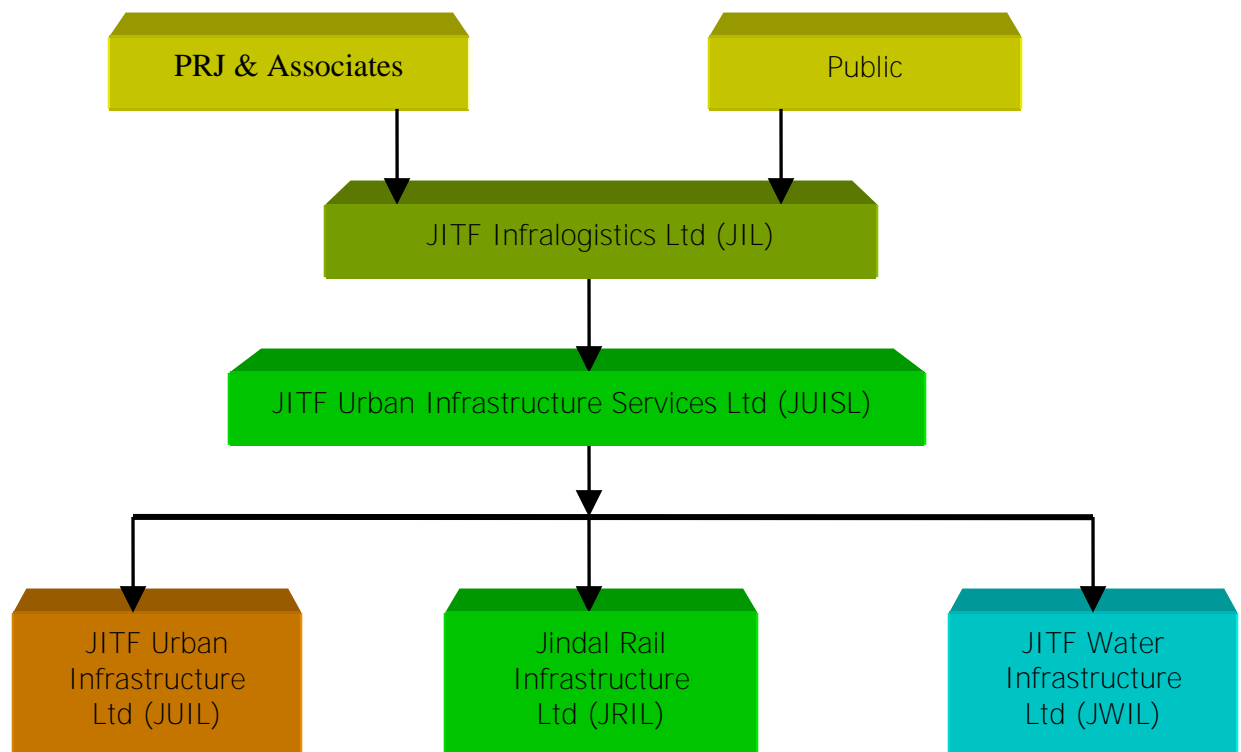 PRJ & Associates
Public
JITF Infralogistics Ltd (JIL)
JITF Urban Infrastructure Services Ltd (JUISL)
JITF Urban
Infrastructure
Ltd (JUIL)
Jindal Rail
Infrastructure
Ltd (JRIL)
JITF Water
Infrastructure
Ltd (JWIL)